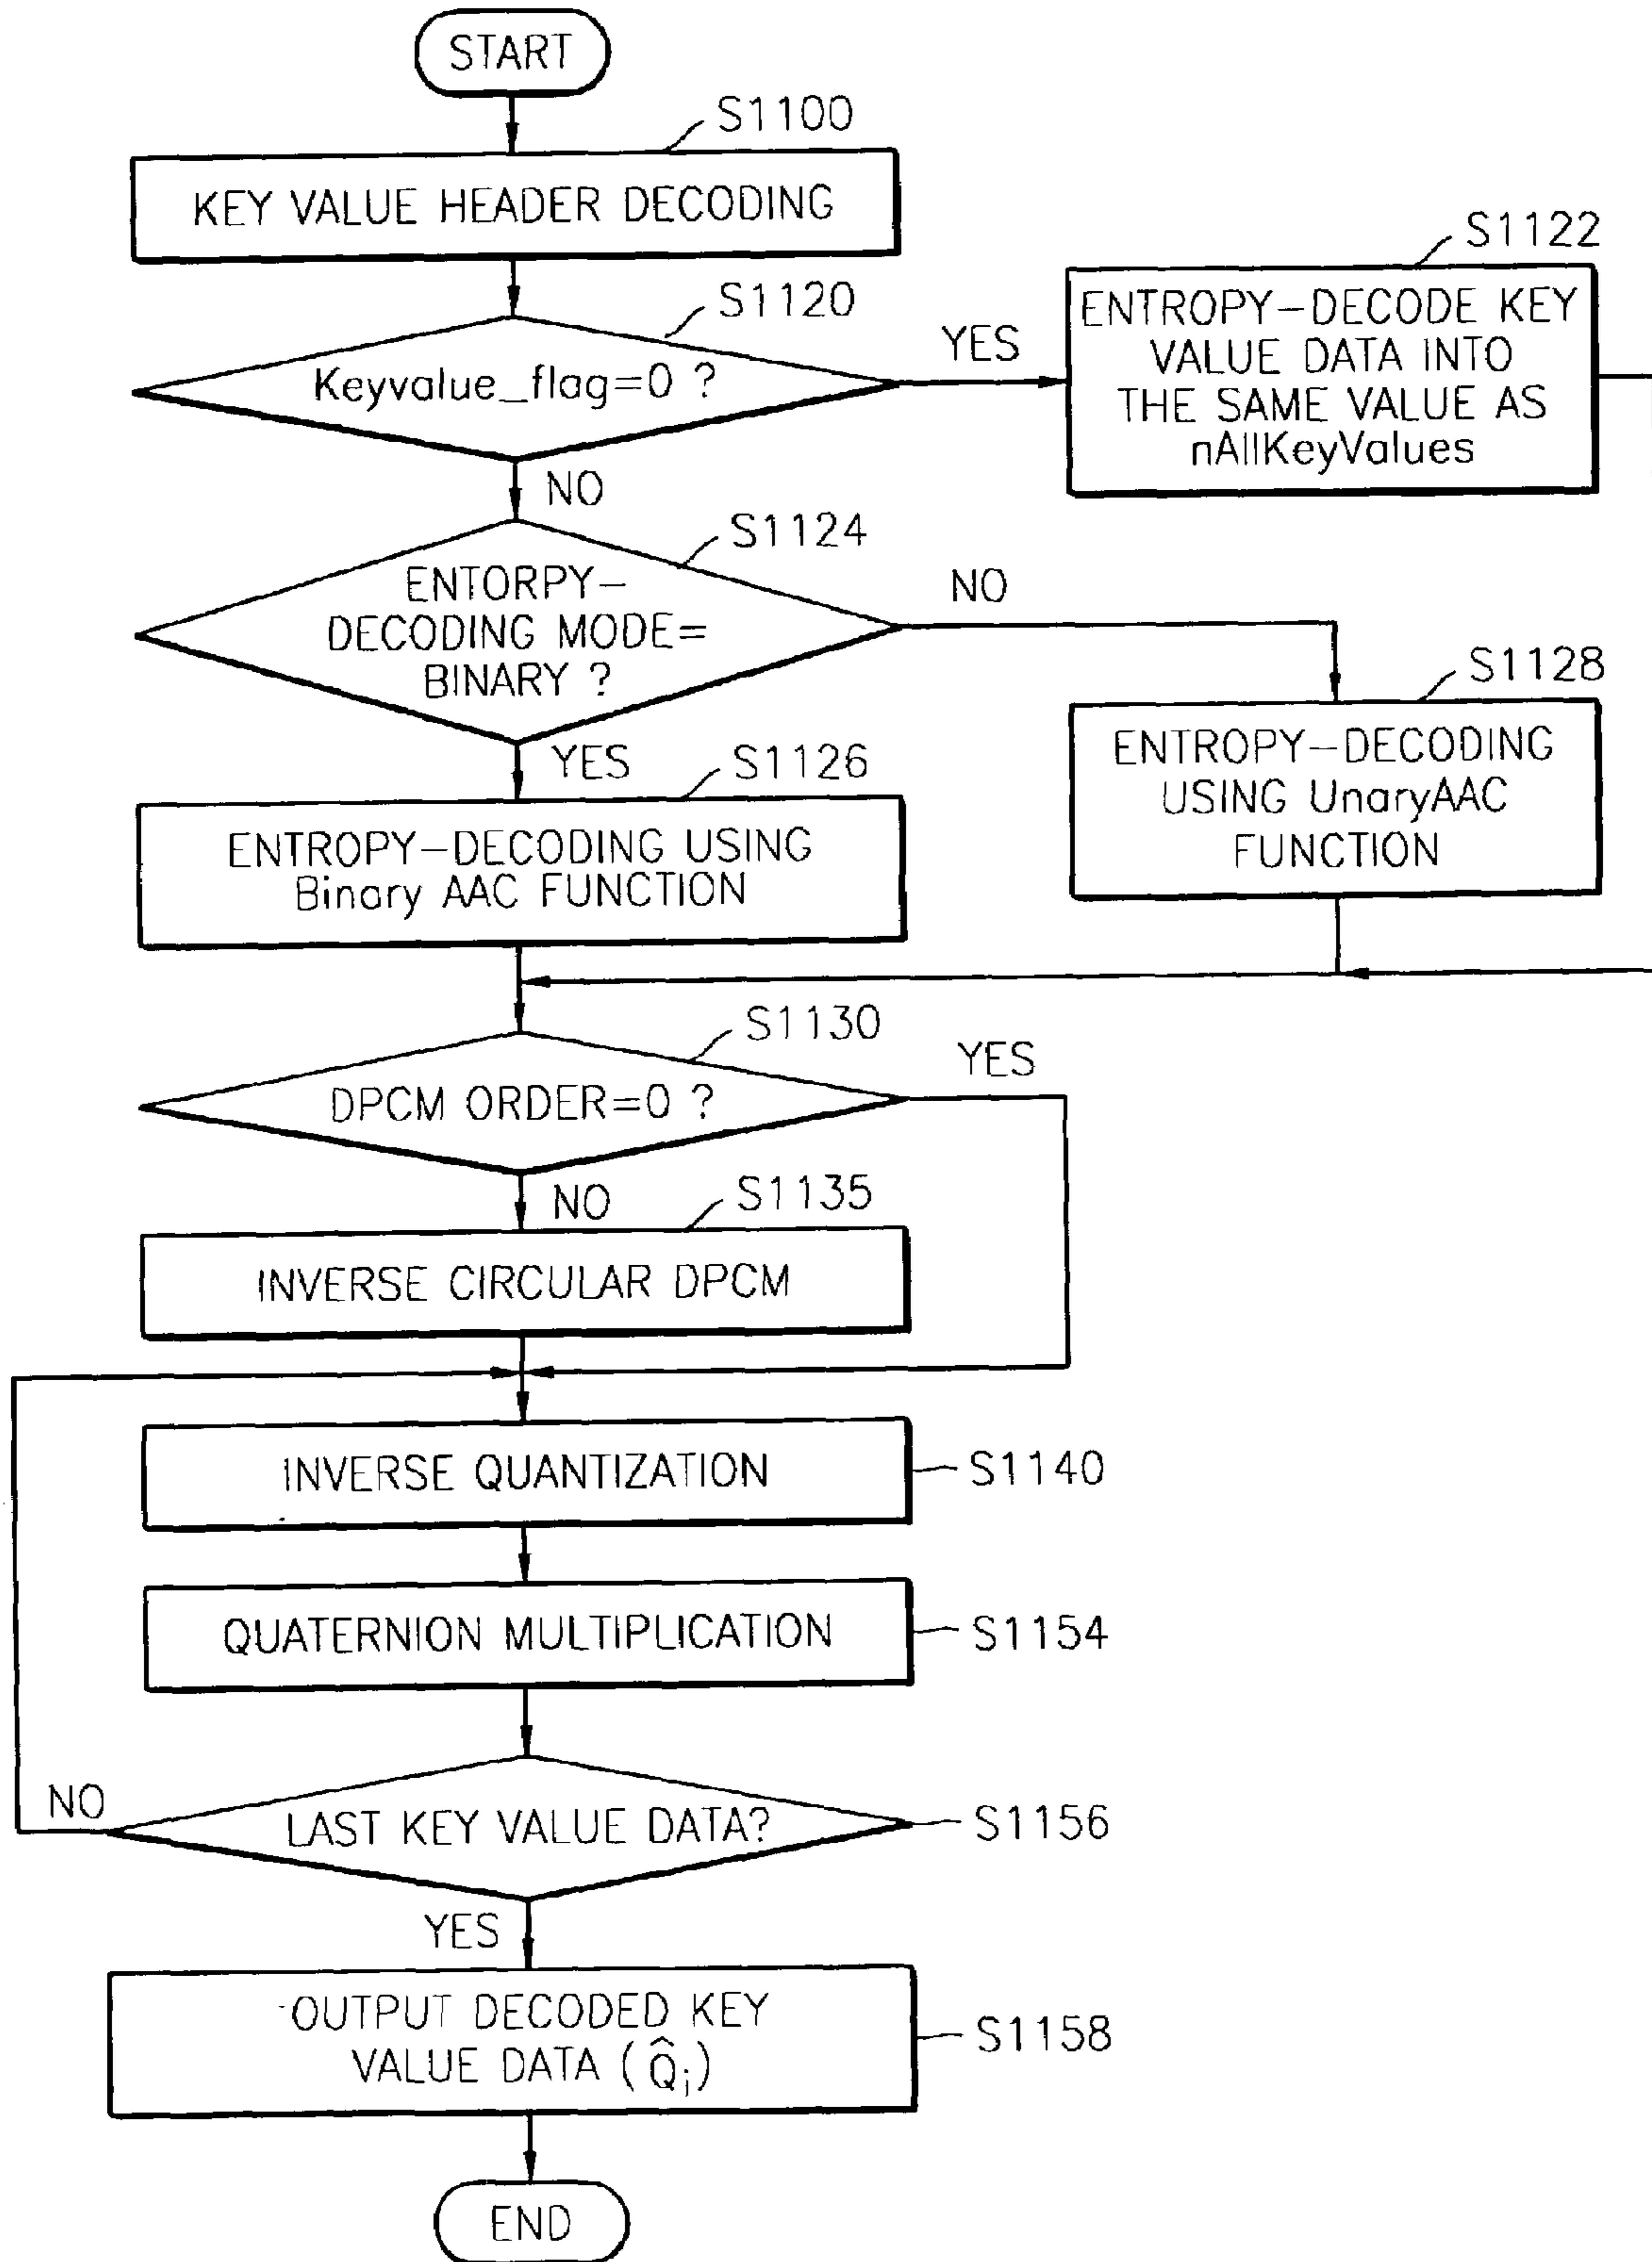 START
S1100
KEY VALUE HEADER DECODING
S1120
Keyvalue_flag=0 ?
YES
S1122
ENTROPY-DECODE KEY
VALUE DATA INTO
THE SAME VALUE AS
nAllKeyValues
NO
S1124
ENTORPY-
DECODING MODE=
BINARY ?
NO
YES
S1126
ENTROPY-DECODING USING
Binary AAC FUNCTION
S1128
ENTROPY-DECODING
USING UnaryAAC
FUNCTION
S1130
DPCM ORDER=0 ?
YES
NO
S1135
INVERSE CIRCULAR DPCM
INVERSE QUANTIZATION
S1140
QUATERNION MULTIPLICATION
S1154
NO
LAST KEY VALUE DATA?
S1156
YES
OUTPUT DECODED KEY
VALUE DATA (Q̂i)
S1158
END